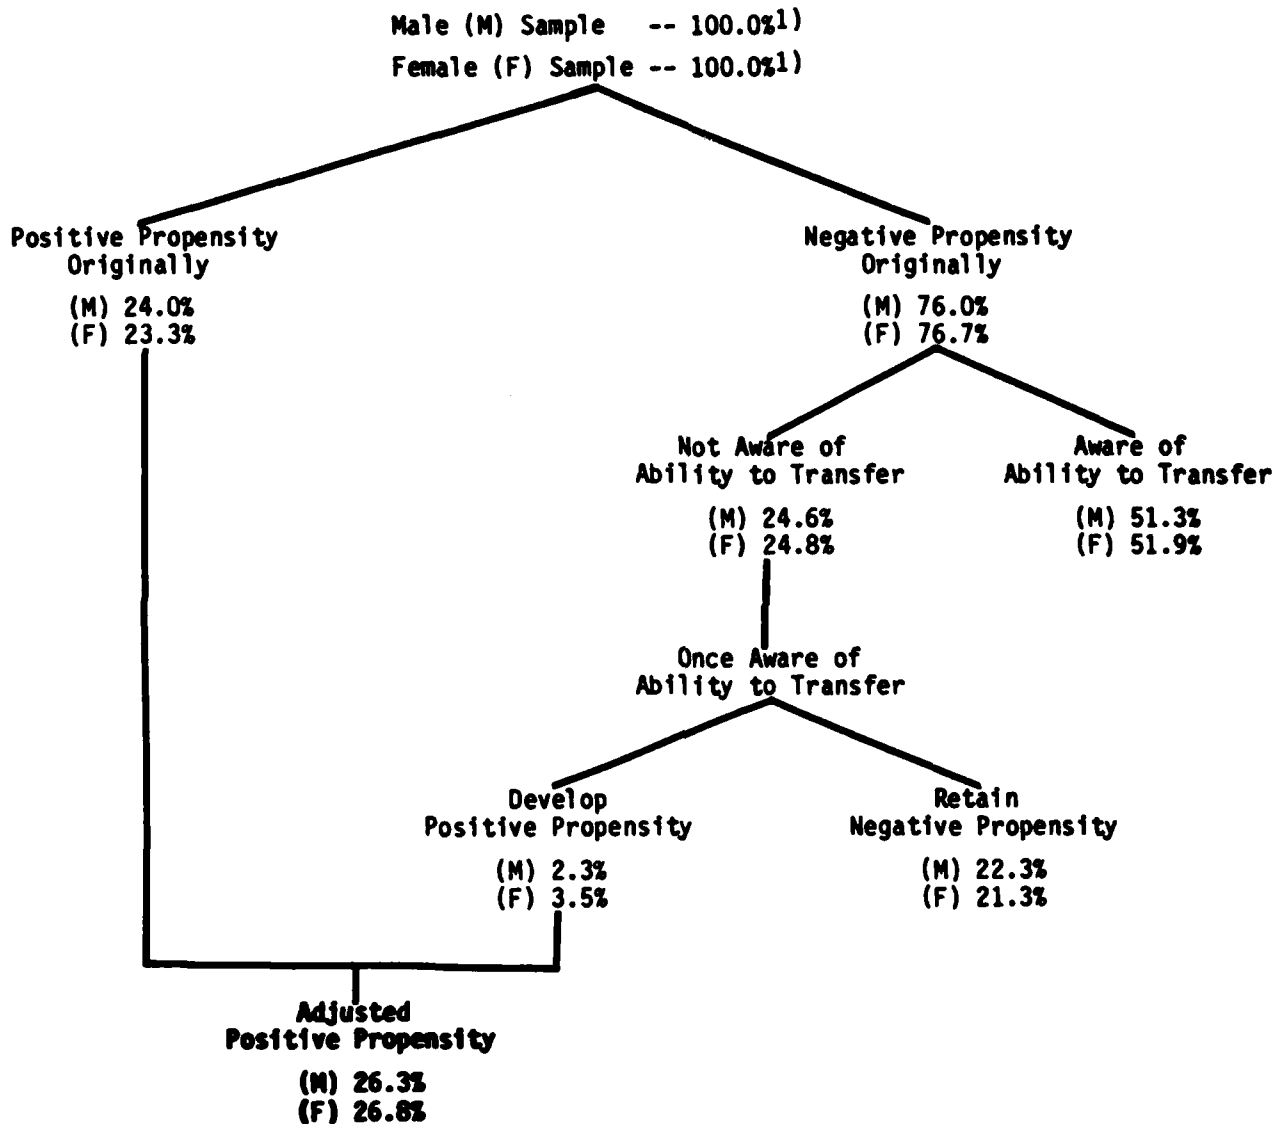 Male (M) Sample -- 100.0%1)
Female (F) Sample -- 100.0%1)
Positive Propensity
Originally
(M) 24.0%
(F) 23.3%
Negative Propensity
Originally
(M) 76.0%
(F) 76.7%
Not Aware of
Ability to Transfer
(M) 24.6%
(F) 24.8%
Aware of
Ability to Transfer
(M) 51.3%
(F) 51.9%
Once Aware of
Ability to Transfer
Develop
Positive Propensity
(M) 2.3%
(F) 3.5%
Retain
Negative Propensity
(M) 22.3%
(F) 21.3%
Adjusted
Positive Propensity
(M) 26.3%
(F) 26.8%